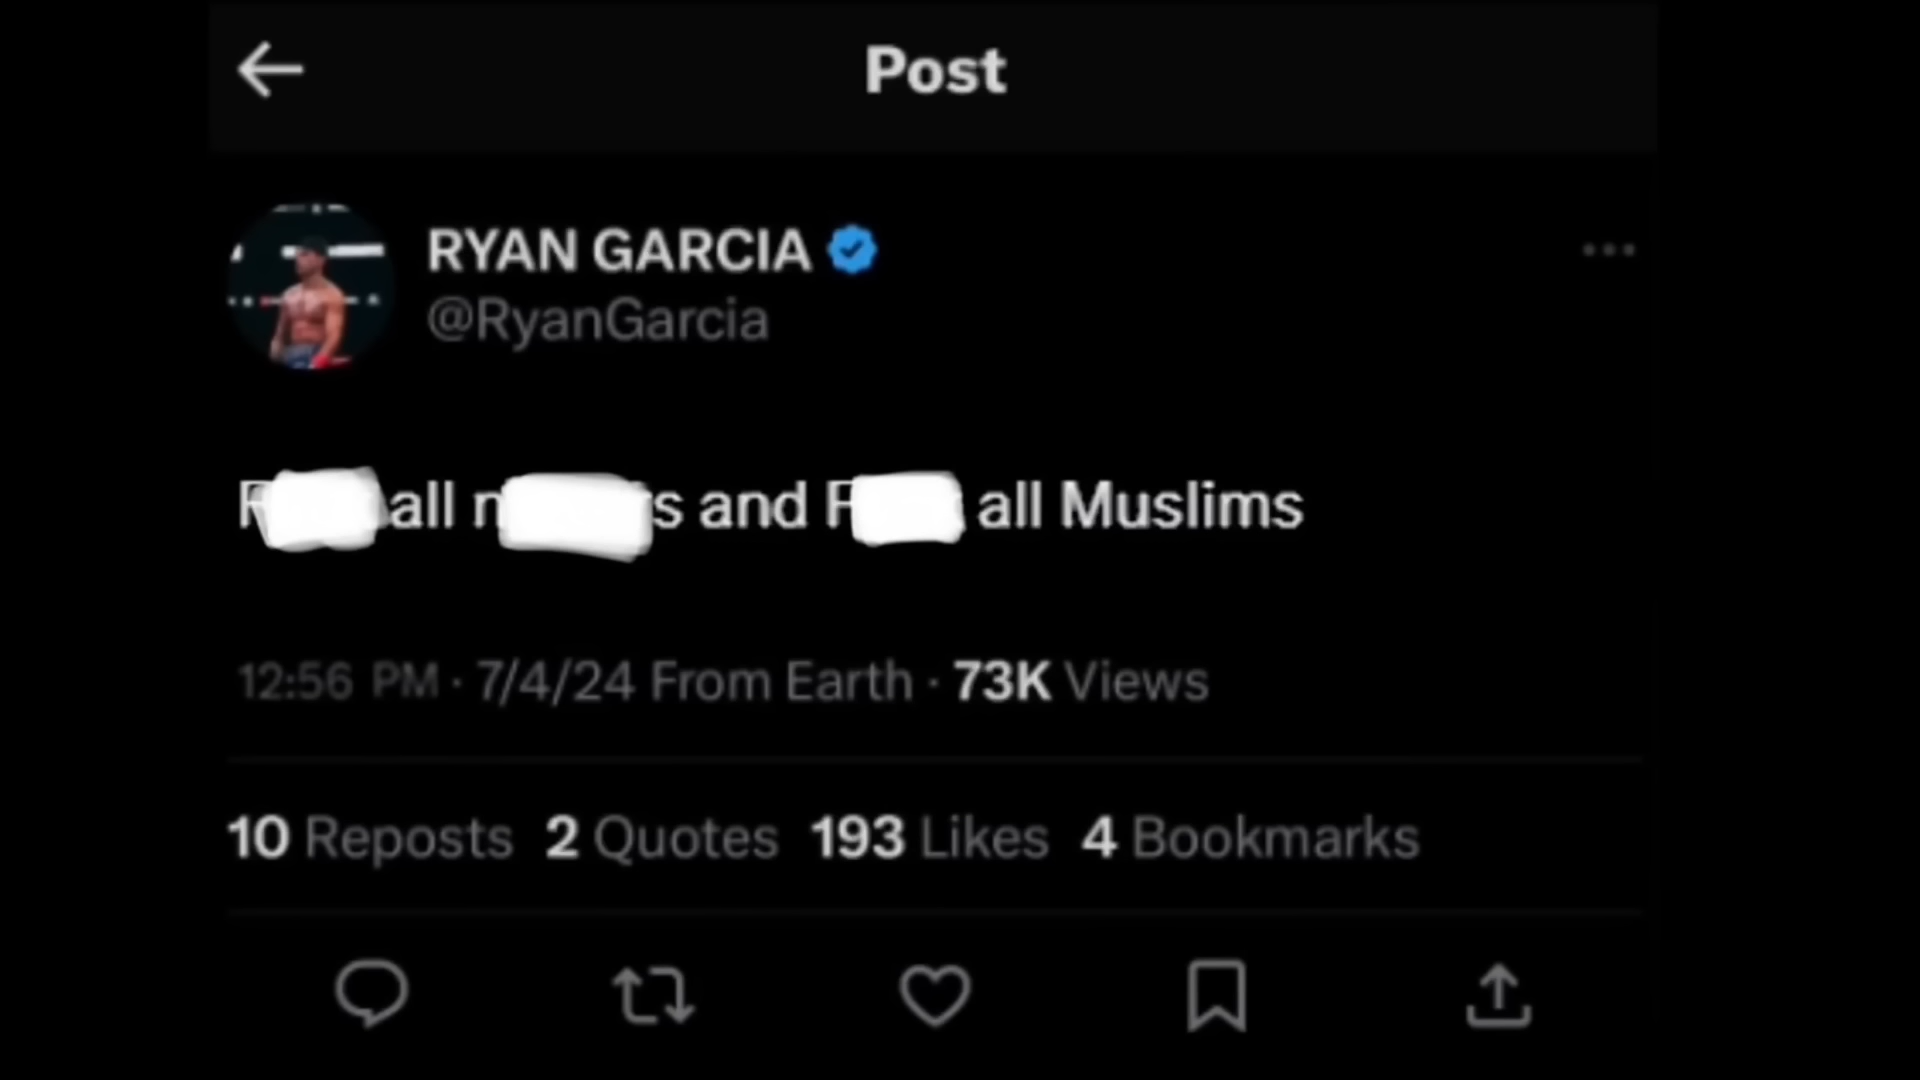 Post
RYAN GARCIA
@RyanGarcia
all and all Muslims
12:56 PM · 7/4/24 From Earth · 73K Views
10 Reposts 2 Quotes 193 Likes 4 Bookmarks